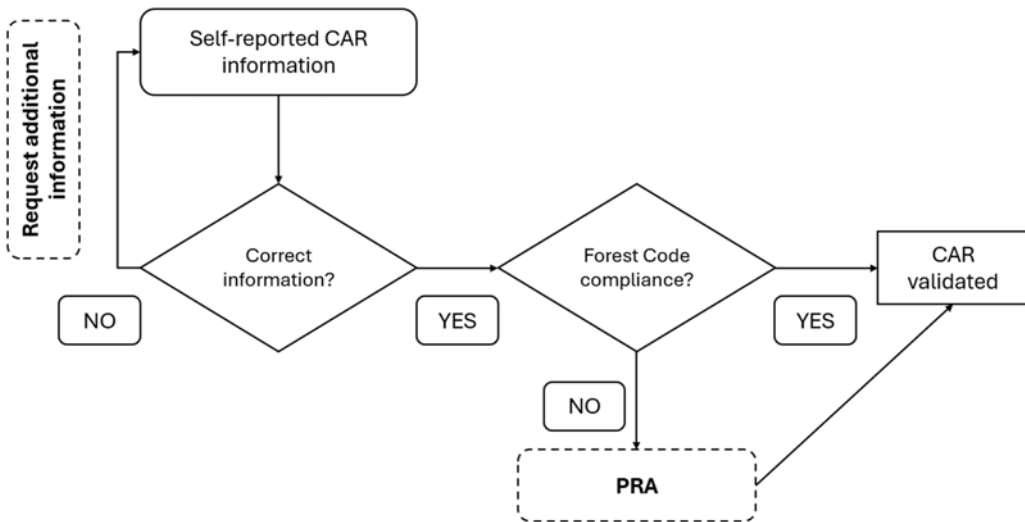 Request additional
information
Self-reported CAR
information
Correct
information?
NO
YES
Forest Code
compliance?
YES
CAR
validated
NO
PRA